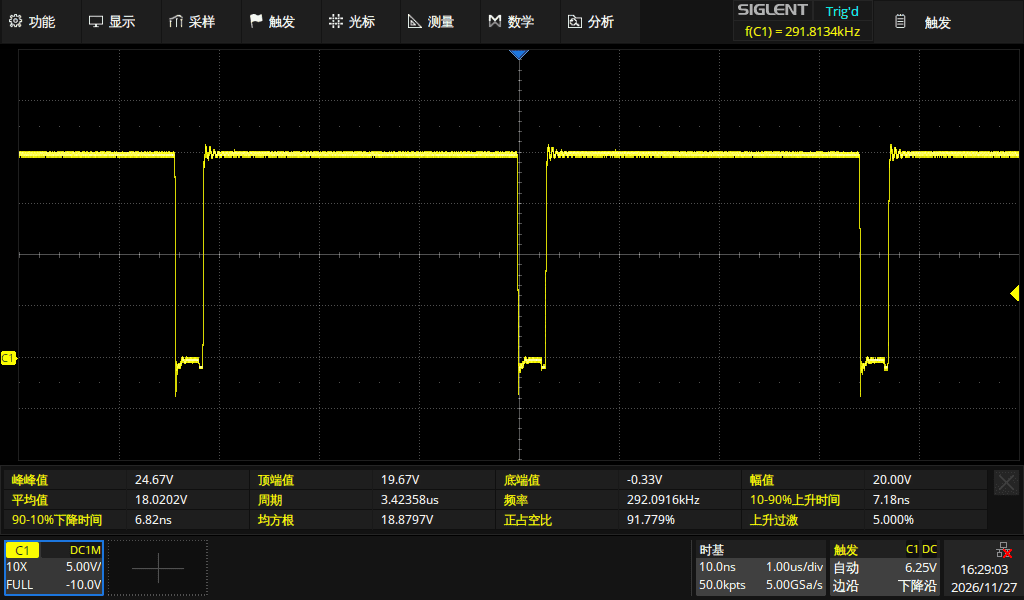 功能 显示 采样 触发 光标 测量 数学 分析 SIGLENT Trig'd 触发
f(C1) = 291.8134kHz
C1
峰峰值 24.67V 顶端值 19.67V 底端值 -0.33V 幅值 20.00V
平均值 18.0202V 周期 3.42358us 频率 292.0916kHz 10-90%上升时间 7.18ns
90-10%下降时间 6.82ns 均方根 18.8797V 正占空比 91.779% 上升过激 5.000%
C1 DC1M 时基 触发 C1 DC
10X 5.00V/ 10.0ns 1.00us/div 自动 6.25V 16:29:03
FULL -10.0V 50.0kpts 5.00GSa/s 边沿 下降沿 2026/11/27